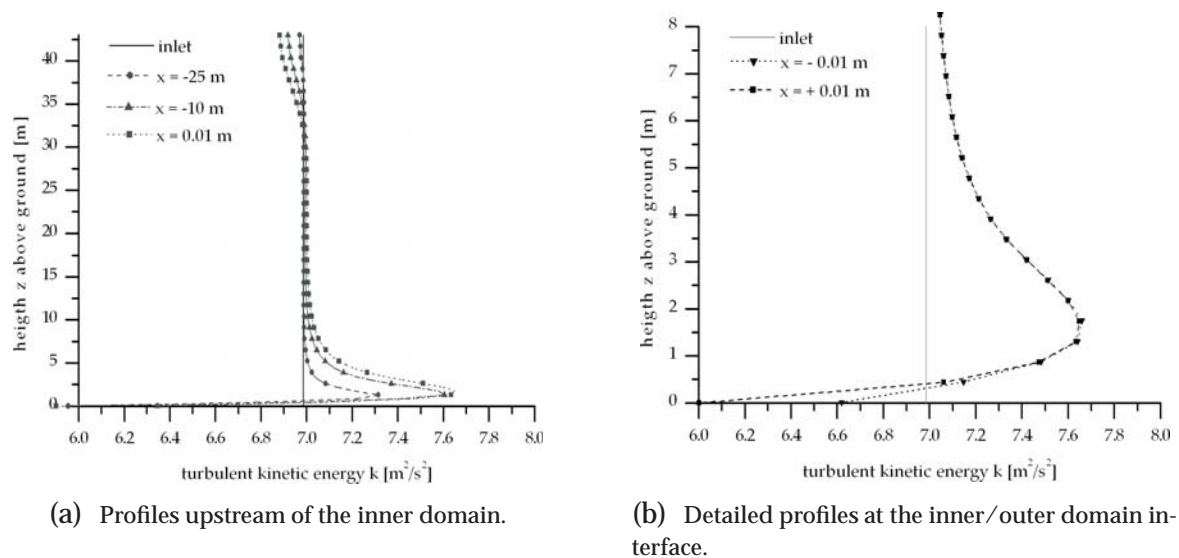 inlet
x = -25 m
x = -10 m
x = 0.01 m
40
35
30
25
20
15
10
5
0
heigth z above ground [m]
6.0 6.2 6.4 6.6 6.8 7.0 7.2 7.4 7.6 7.8 8.0
turbulent kinetic energy k [m²/s²]
(a) Profiles upstream of the inner domain.
inlet
x = - 0.01 m
x = + 0.01 m
8
7
6
5
4
3
2
1
0
heigth z above ground [m]
6.0 6.2 6.4 6.6 6.8 7.0 7.2 7.4 7.6 7.8 8.0
turbulent kinetic energy k [m²/s²]
(b) Detailed profiles at the inner/outer domain in-
terface.